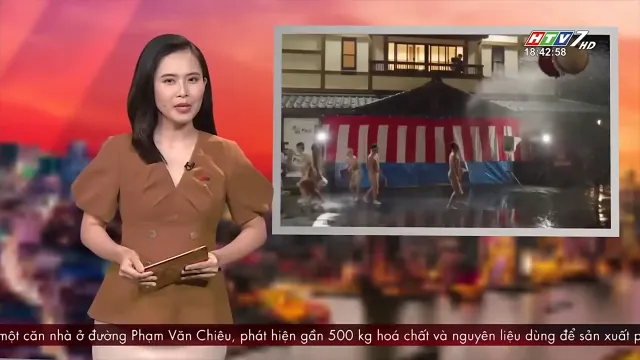 HTV7 HD
18:42:58
một căn nhà ở đường Phạm Văn Chiêu, phát hiện gần 500 kg hoá chất và nguyên liệu dùng để sản xuất p